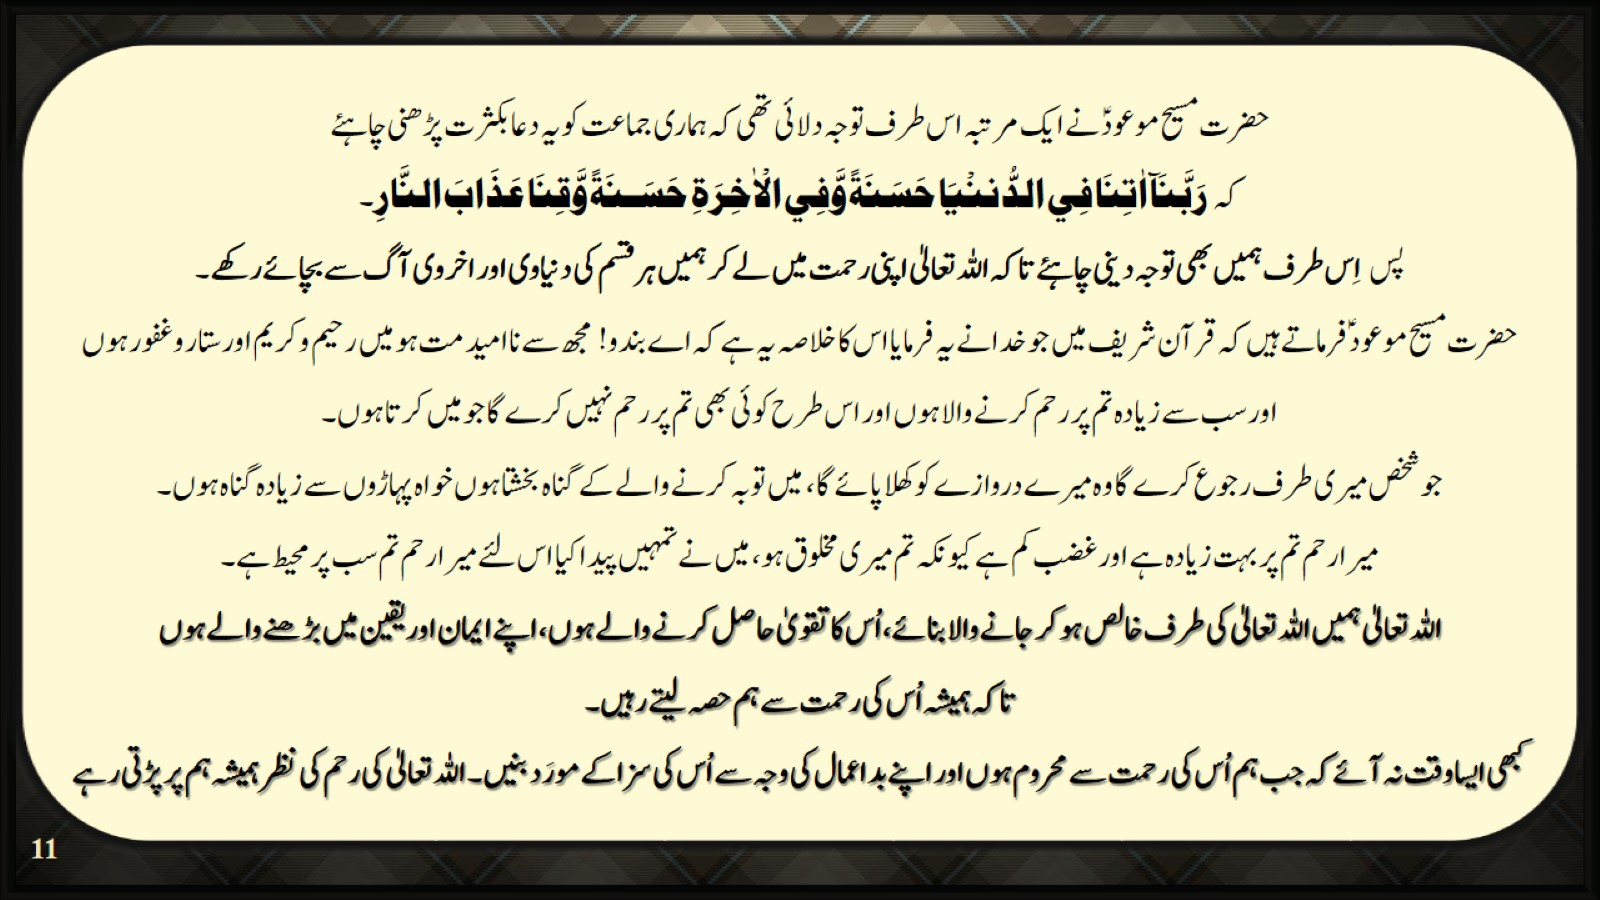 حضرت مسیح موعودؑ نے ایک مرتبہ اس طرف توجہ دلائی تھی کہ ہماری جماعت کو یہ دعا بکثرت پڑھنی چاہئے
کہ رَبَّنَآ اٰتِنَا فِي الدُّنْيَا حَسَنَةً وَّفِي الْاٰخِرَةِ حَسَـنَةً وَّقِنَا عَذَابَ النَّارِ۔
پس اِس طرف ہمیں بھی توجہ دینی چاہئے تاکہ اللہ تعالیٰ اپنی رحمت میں لے کر ہمیں ہر قسم کی دنیاوی اور اخروی آگ سے بچائے رکھے۔
حضرت مسیح موعودؑ فرماتے ہیں کہ قرآن شریف میں جو خدا نے یہ فرمایا اس کا خلاصہ یہ ہے کہ اے بندو! مجھ سے ناامید مت ہو میں رحیم و کریم اور ستار و غفور ہوں
اور سب سے زیادہ تم پر رحم کرنے والا ہوں اور اس طرح کوئی بھی تم پر رحم نہیں کرے گا جو میں کرتا ہوں۔
جو شخص میری طرف رجوع کرے گا وہ میرے دروازے کو کھلا پائے گا، میں توبہ کرنے والے کے گناہ بخشتا ہوں خواہ پہاڑوں سے زیادہ گناہ ہوں۔
میرا رحم تم پر بہت زیادہ ہے اور غضب کم ہے کیونکہ تم میری مخلوق ہو، میں نے تمہیں پیدا کیا اس لئے میرا رحم تم سب پر محیط ہے۔
اللہ تعالیٰ ہمیں اللہ تعالیٰ کی طرف خالص ہو کر جانے والا بنائے، اُس کا تقویٰ حاصل کرنے والے ہوں، اپنے ایمان اور یقین میں بڑھنے والے ہوں
تاکہ ہمیشہ اُس کی رحمت سے ہم حصہ لیتے رہیں۔
کبھی ایسا وقت نہ آئے کہ جب ہم اُس کی رحمت سے محروم ہوں اور اپنے بد اعمال کی وجہ سے اُس کی سزا کے مورَد بنیں۔ اللہ تعالیٰ کی رحم کی نظر ہمیشہ ہم پر پڑتی رہے
11